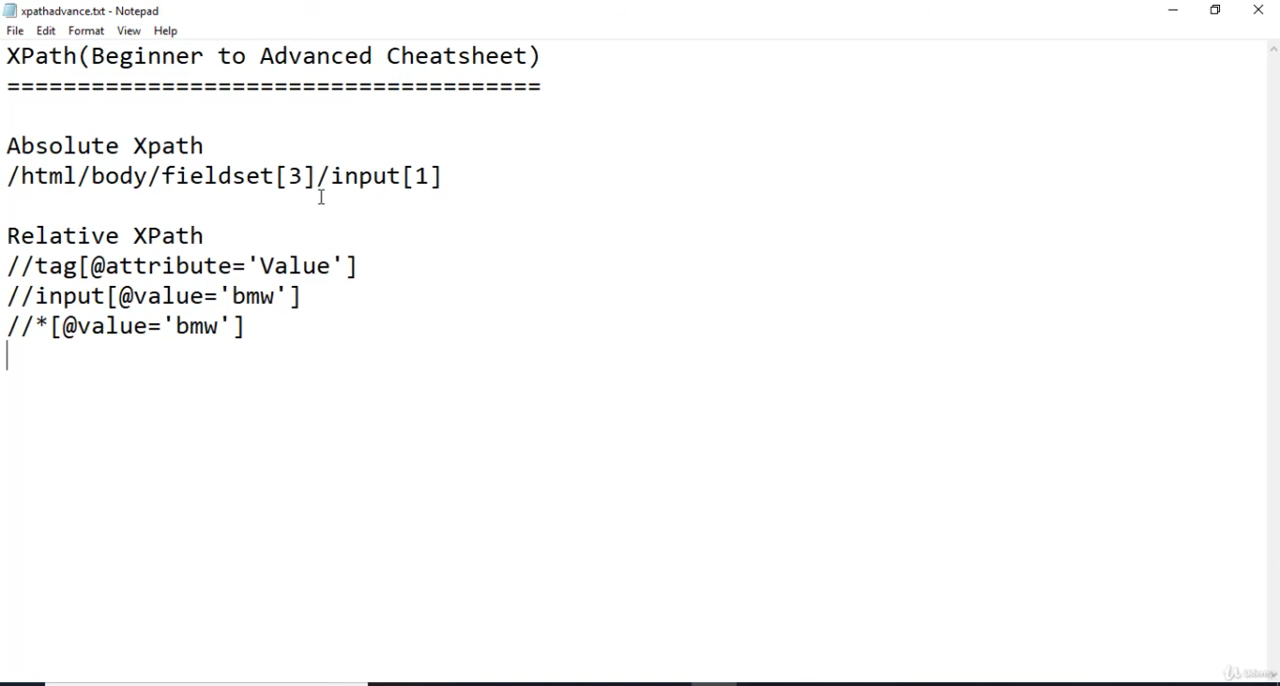 xpathadvance.txt - Notepad
File Edit Format View Help
XPath(Beginner to Advanced Cheatsheet)
======================================
Absolute Xpath
/html/body/fieldset[3]/input[1]
Relative XPath
//tag[@attribute='Value']
//input[@value='bmw']
//*[@value='bmw']
Udemy